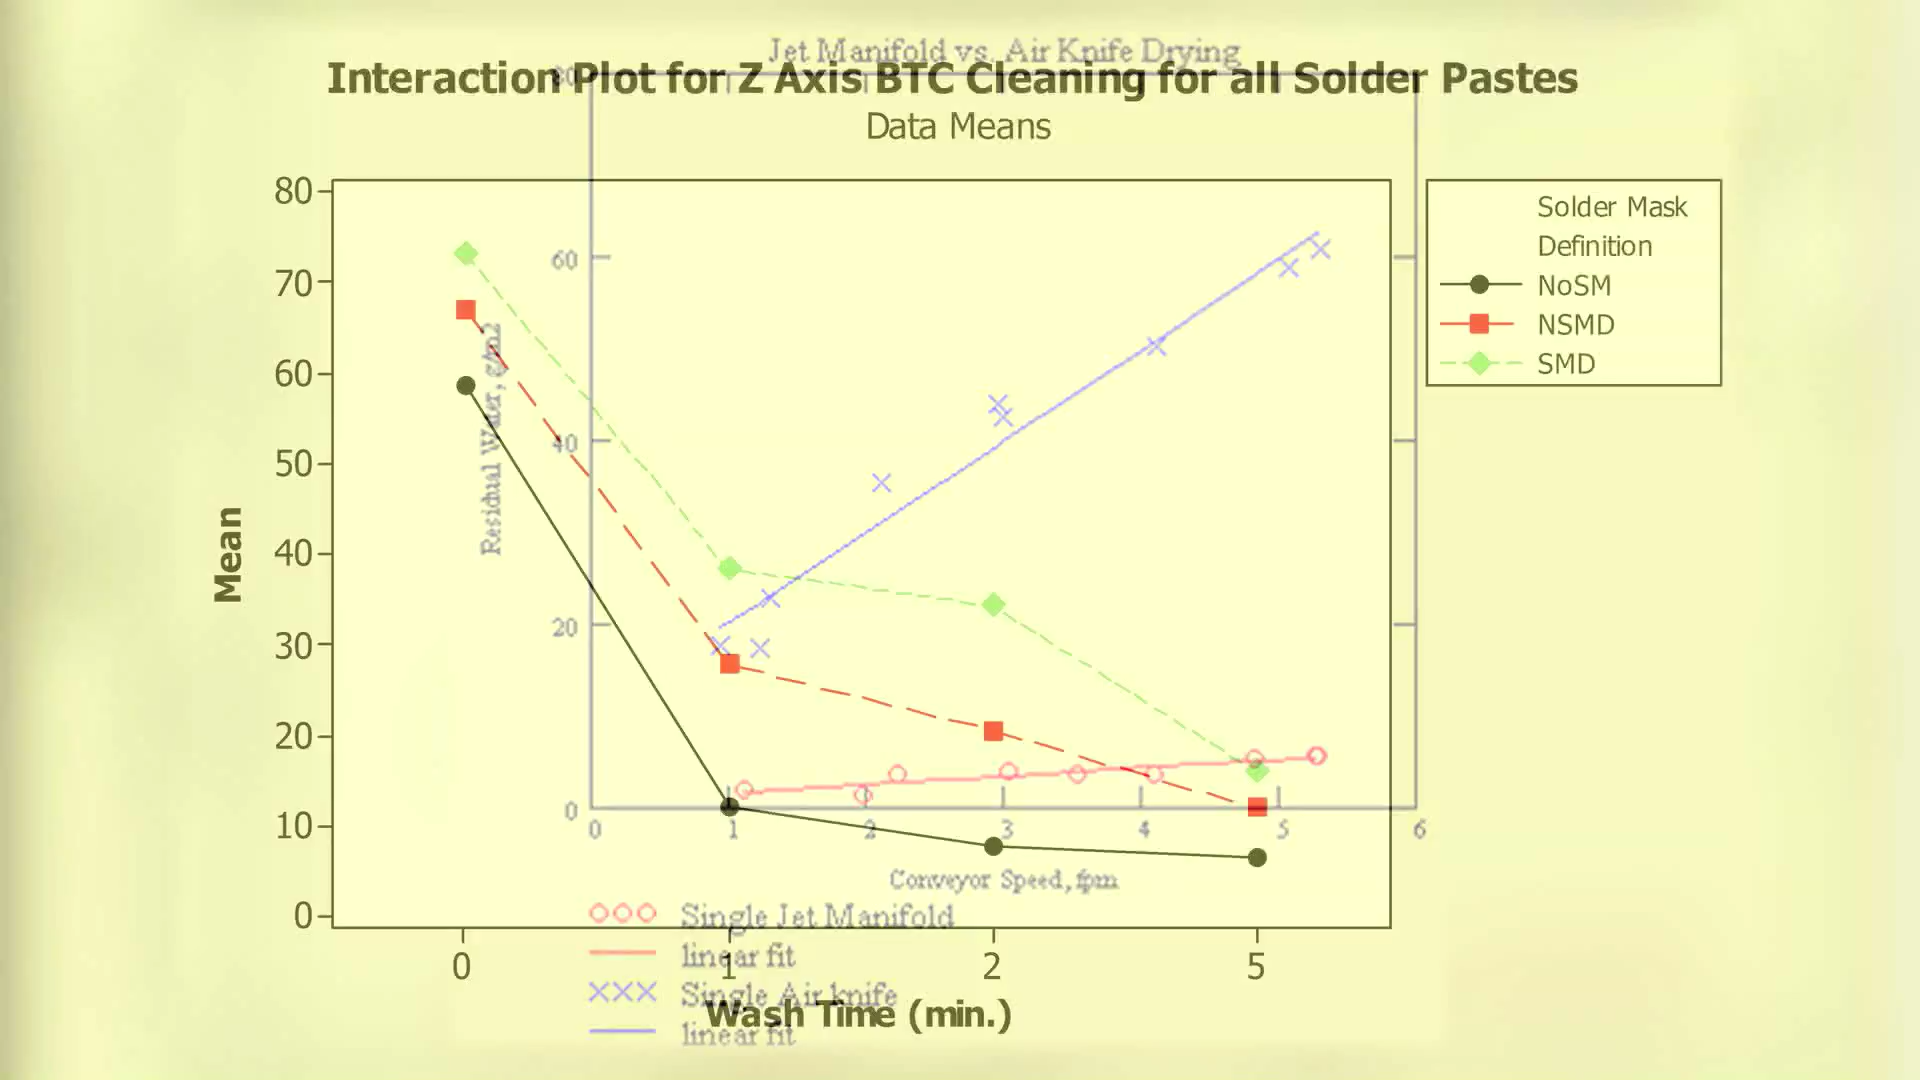 Jet Manifold vs. Air Knife Drying
Interaction Plot for Z Axis BTC Cleaning for all Solder Pastes
Data Means
80
70
60
50
40
30
20
10
0
Mean
0
1
2
5
Wash Time (min.)
Solder Mask
Definition
NoSM
NSMD
SMD
80
60
40
20
0
Residual Water, g/m2
0
1
2
3
4
5
6
Conveyor Speed, fpm
Single Jet Manifold
linear fit
Single Air knife
linear fit